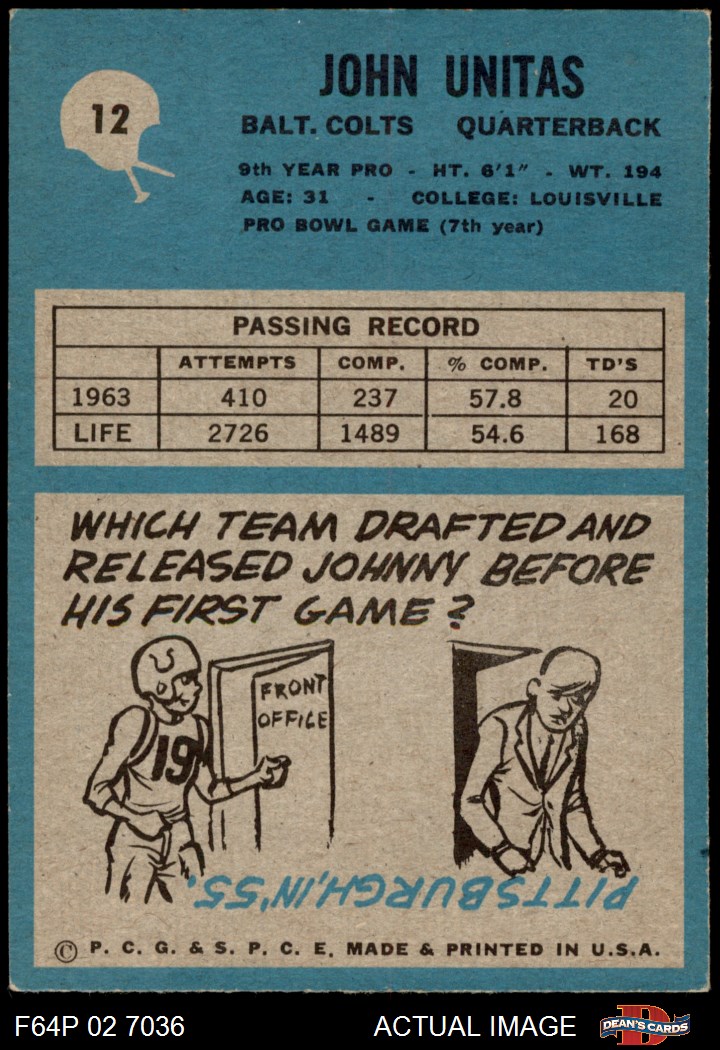 12
JOHN UNITAS
BALT. COLTS QUARTERBACK
9th YEAR PRO - HT. 6'1" - WT. 194
AGE: 31 - COLLEGE: LOUISVILLE
PRO BOWL GAME (7th year)
PASSING RECORD
ATTEMPTS COMP. % COMP. TD'S
1963 410 237 57.8 20
LIFE 2726 1489 54.6 168
WHICH TEAM DRAFTED AND
RELEASED JOHNNY BEFORE
HIS FIRST GAME?
FRONT
OFFICE
19
PITTSBURGH, IN '55.
© P. C. G. & S. P. C. E. MADE & PRINTED IN U.S.A.
F64P 02 7036 ACTUAL IMAGE
D
DEAN'S CARDS